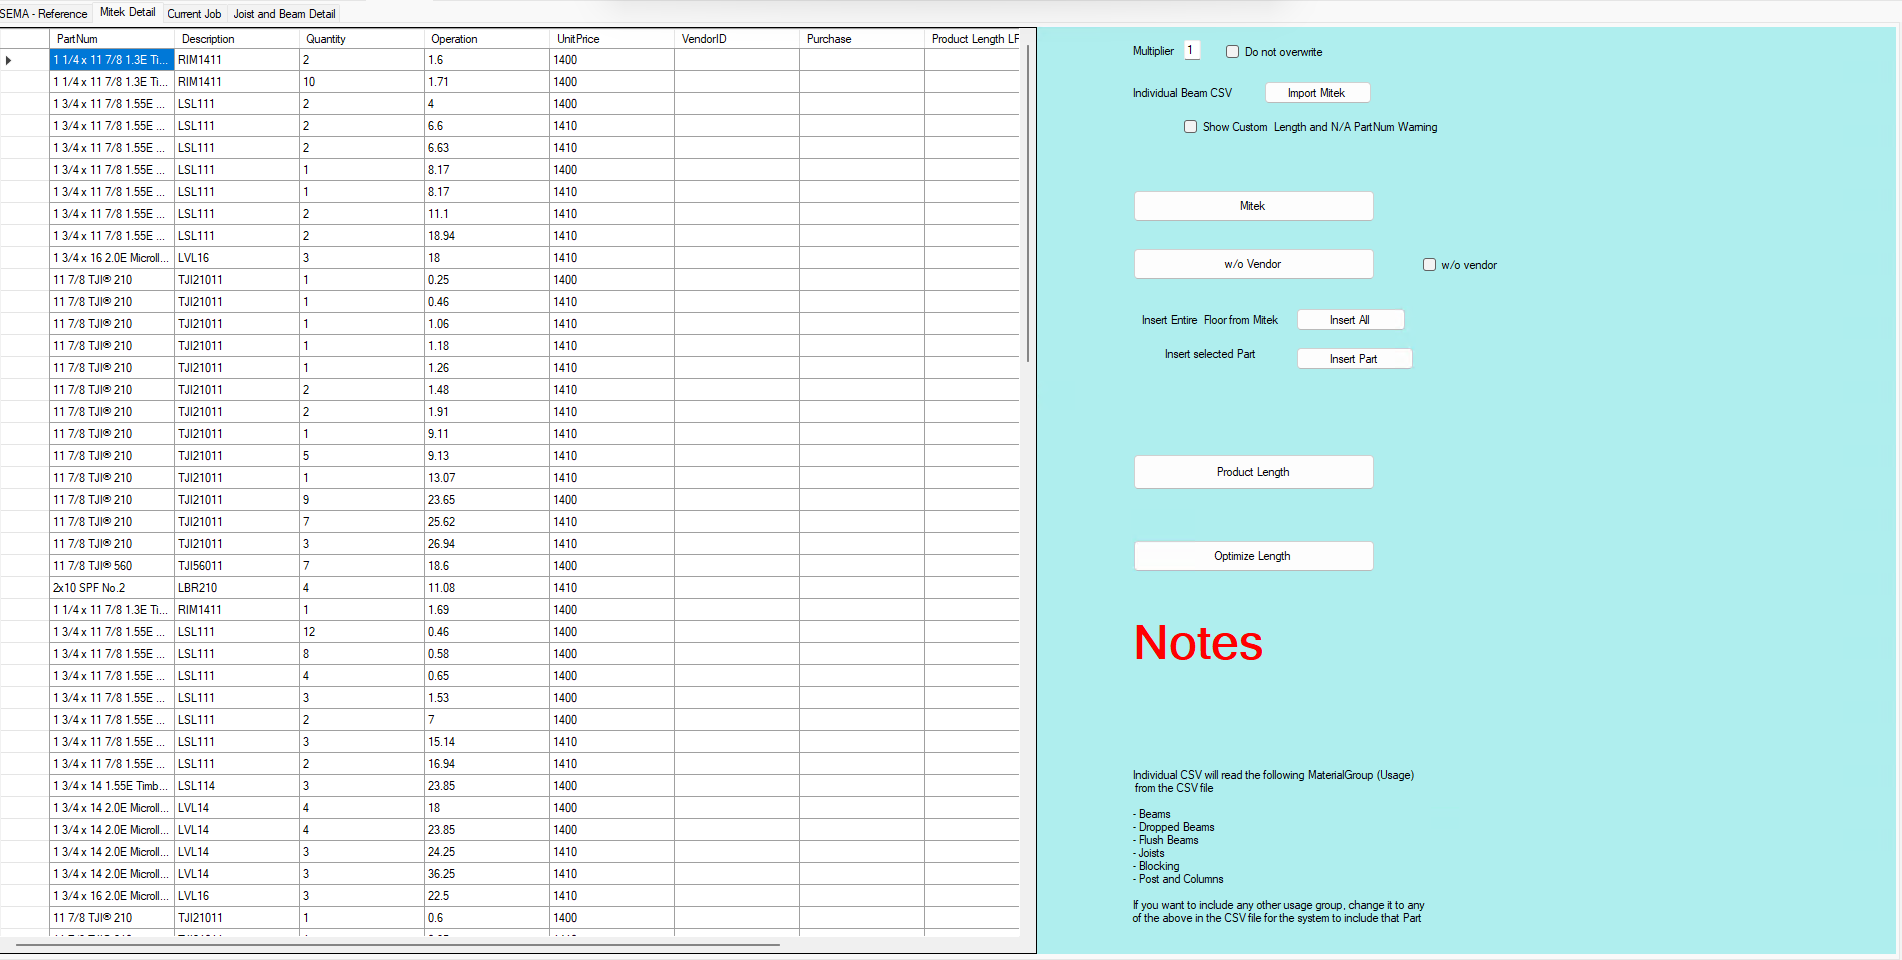 SEMA - Reference Mitek Detail Current Job Joist and Beam Detail
PartNum Description Quantity Operation UnitPrice VendorID Purchase Product Length LF
1 1/4 x 11 7/8 1.3E Ti... RIM1411 2 1.6 1400
1 1/4 x 11 7/8 1.3E Ti... RIM1411 10 1.71 1400
1 3/4 x 11 7/8 1.55E ... LSL111 2 4 1400
1 3/4 x 11 7/8 1.55E ... LSL111 2 6.6 1410
1 3/4 x 11 7/8 1.55E ... LSL111 2 6.63 1410
1 3/4 x 11 7/8 1.55E ... LSL111 1 8.17 1400
1 3/4 x 11 7/8 1.55E ... LSL111 1 8.17 1410
1 3/4 x 11 7/8 1.55E ... LSL111 2 11.1 1410
1 3/4 x 11 7/8 1.55E ... LSL111 2 18.94 1410
1 3/4 x 16 2.0E Microll... LVL16 3 18 1410
11 7/8 TJI® 210 TJI21011 1 0.25 1400
11 7/8 TJI® 210 TJI21011 1 0.46 1410
11 7/8 TJI® 210 TJI21011 1 1.06 1410
11 7/8 TJI® 210 TJI21011 1 1.18 1410
11 7/8 TJI® 210 TJI21011 1 1.26 1410
11 7/8 TJI® 210 TJI21011 2 1.48 1410
11 7/8 TJI® 210 TJI21011 2 1.91 1410
11 7/8 TJI® 210 TJI21011 1 9.11 1410
11 7/8 TJI® 210 TJI21011 5 9.13 1410
11 7/8 TJI® 210 TJI21011 1 13.07 1410
11 7/8 TJI® 210 TJI21011 9 23.65 1400
11 7/8 TJI® 210 TJI21011 7 25.62 1410
11 7/8 TJI® 210 TJI21011 3 26.94 1410
11 7/8 TJI® 560 TJI56011 7 18.6 1400
2x10 SPF No.2 LBR210 4 11.08 1410
1 1/4 x 11 7/8 1.3E Ti... RIM1411 1 1.69 1400
1 3/4 x 11 7/8 1.55E ... LSL111 12 0.46 1400
1 3/4 x 11 7/8 1.55E ... LSL111 8 0.58 1400
1 3/4 x 11 7/8 1.55E ... LSL111 4 0.65 1400
1 3/4 x 11 7/8 1.55E ... LSL111 3 1.53 1400
1 3/4 x 11 7/8 1.55E ... LSL111 2 7 1400
1 3/4 x 11 7/8 1.55E ... LSL111 3 15.14 1410
1 3/4 x 11 7/8 1.55E ... LSL111 2 16.94 1410
1 3/4 x 14 1.55E Timb... LSL114 3 23.85 1400
1 3/4 x 14 2.0E Microll... LVL14 4 18 1400
1 3/4 x 14 2.0E Microll... LVL14 4 23.85 1400
1 3/4 x 14 2.0E Microll... LVL14 3 24.25 1410
1 3/4 x 14 2.0E Microll... LVL14 3 36.25 1410
1 3/4 x 16 2.0E Microll... LVL16 3 22.5 1410
11 7/8 TJI® 210 TJI21011 1 0.6 1400
Multiplier 1 Do not overwrite
Individual Beam CSV Import Mitek
Show Custom Length and N/A PartNum Warning
Mitek
w/o Vendor w/o vendor
Insert Entire Floor from Mitek Insert All
Insert selected Part Insert Part
Product Length
Optimize Length
Notes
Individual CSV will read the following MaterialGroup (Usage)
from the CSV file
- Beams
- Dropped Beams
- Flush Beams
- Joists
- Blocking
- Post and Columns
If you want to include any other usage group, change it to any
of the above in the CSV file for the system to include that Part